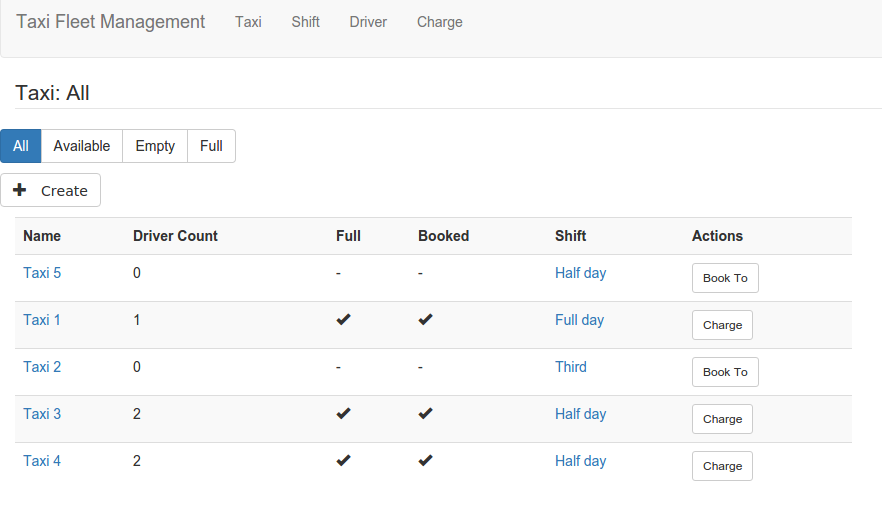 Taxi Fleet Management Taxi Shift Driver Charge
Taxi: All
All Available Empty Full
Create
Name Driver Count Full Booked Shift Actions
Taxi 5 0 - - Half day Book To
Taxi 1 1 ✔ ✔ Full day Charge
Taxi 2 0 - - Third Book To
Taxi 3 2 ✔ ✔ Half day Charge
Taxi 4 2 ✔ ✔ Half day Charge